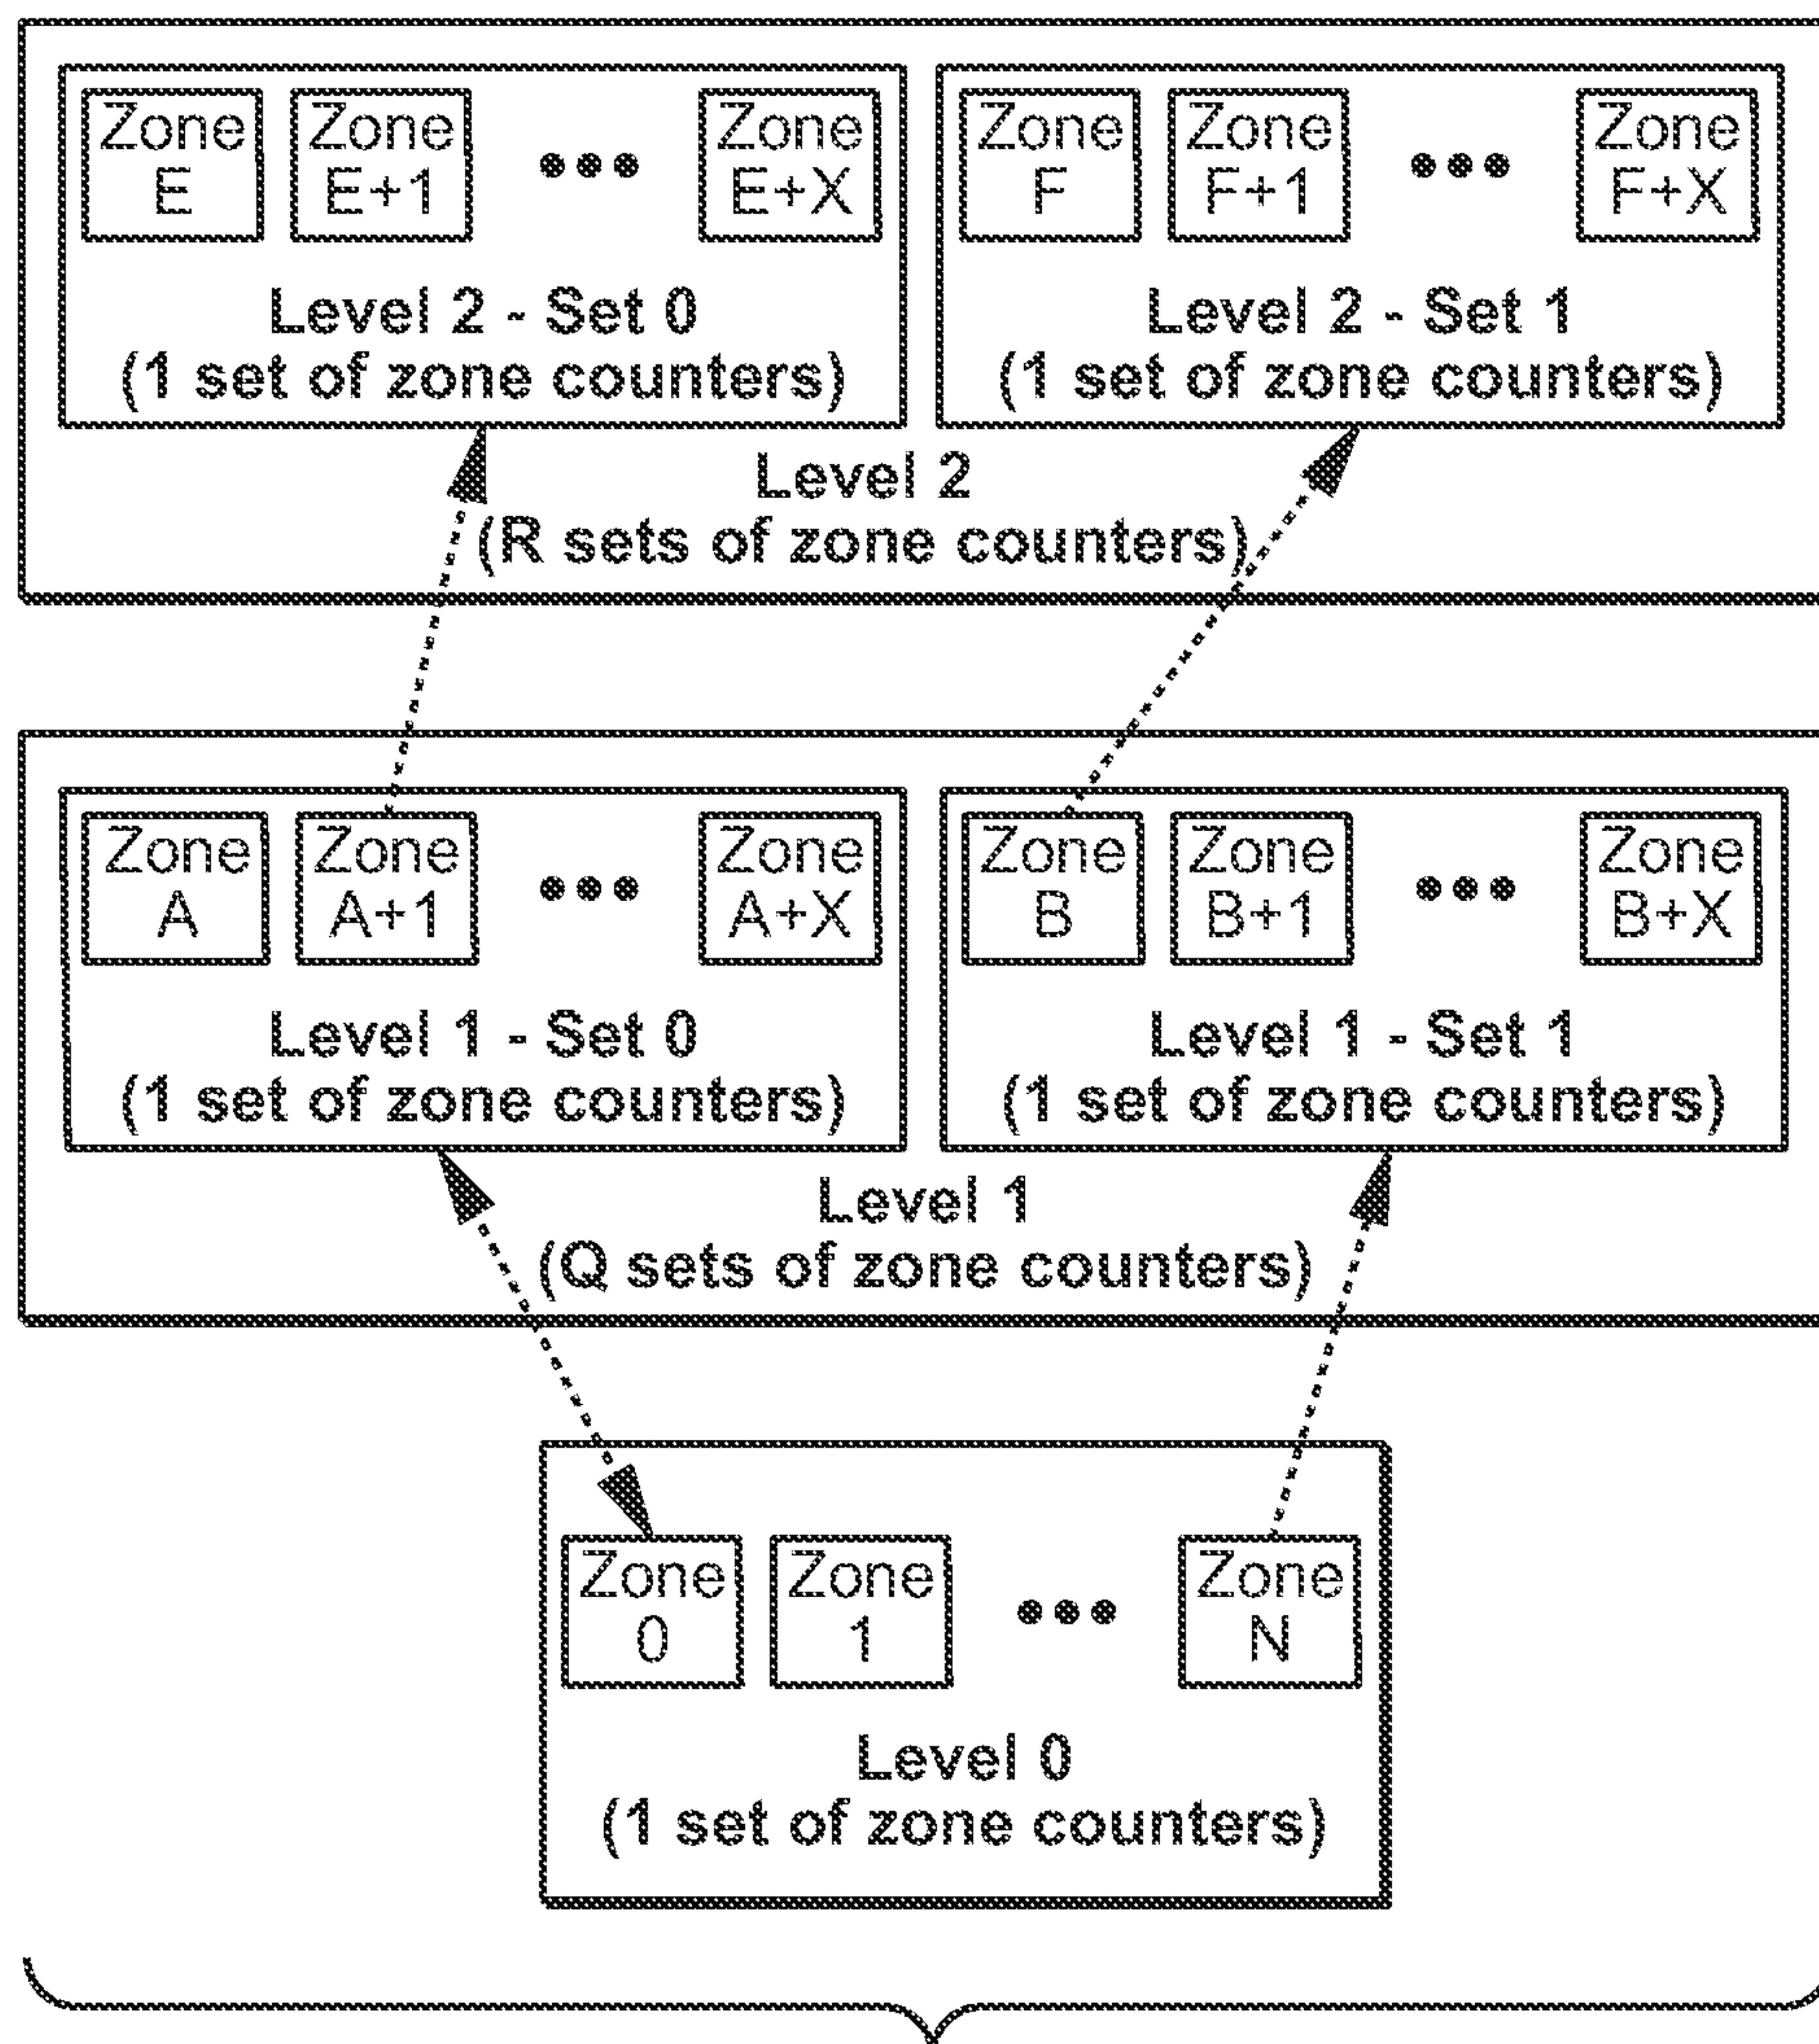 Zone Zone ••• Zone Zone Zone ••• Zone
E E+1 E+X F F+1 F+X
Level 2 - Set 0 Level 2 - Set 1
(1 set of zone counters) (1 set of zone counters)
Level 2
(R sets of zone counters)
Zone Zone ••• Zone Zone Zone ••• Zone
A A+1 A+X B B+1 B+X
Level 1 - Set 0 Level 1 - Set 1
(1 set of zone counters) (1 set of zone counters)
Level 1
(Q sets of zone counters)
Zone Zone ••• Zone
0 1 N
Level 0
(1 set of zone counters)